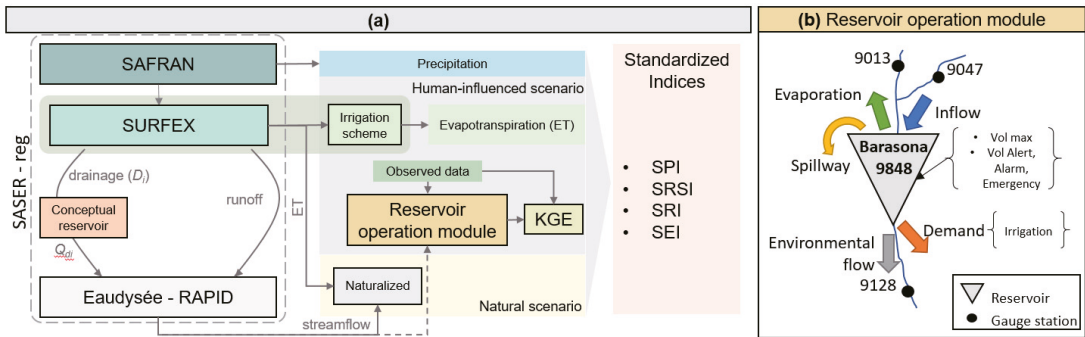 (a)
SAFRAN
Precipitation
Human-influenced scenario
Standardized
Indices
SURFEX
Irrigation
scheme
Evapotranspiration (ET)
SASER - reg
drainage (Di)
runoff
ET
Observed data
Conceptual
reservoir
Reservoir
operation module
KGE
Qdi
• SPI
• SRSI
• SRI
• SEI
Eaudysée - RAPID
Naturalized
Natural scenario
streamflow
(b) Reservoir operation module
9013
9047
Evaporation
Inflow
Spillway
Barasona
9848
• Vol max
• Vol Alert,
Alarm,
Emergency
Demand
Irrigation
Environmental
flow
9128
Reservoir
Gauge station